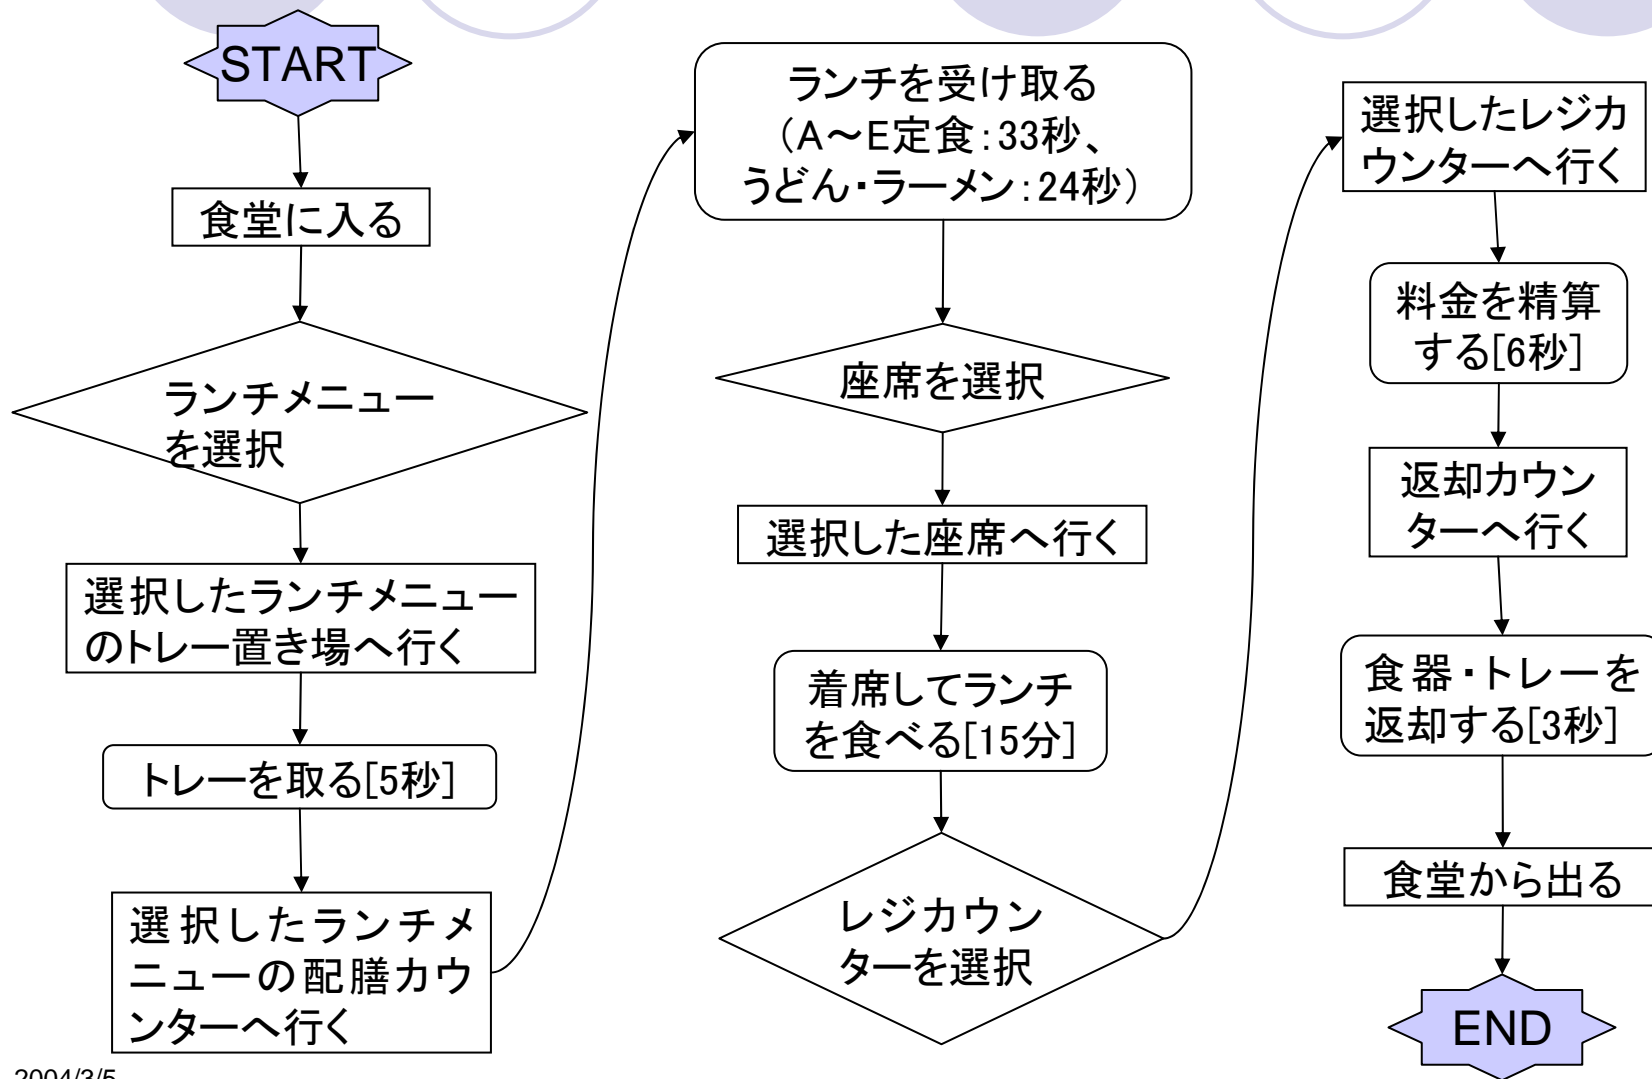 START
食堂に入る
ランチメニュー
を選択
選択したランチメニュー
のトレー置き場へ行く
トレーを取る[5秒]
選択したランチメ
ニューの配膳カウ
ンターへ行く
ランチを受け取る
（A～E定食：33秒、
うどん・ラーメン：24秒）
座席を選択
選択した座席へ行く
着席してランチ
を食べる[15分]
レジカウン
ターを選択
選択したレジカ
ウンターへ行く
料金を精算
する[6秒]
返却カウン
ターへ行く
食器・トレーを
返却する[3秒]
食堂から出る
END
2004/3/5